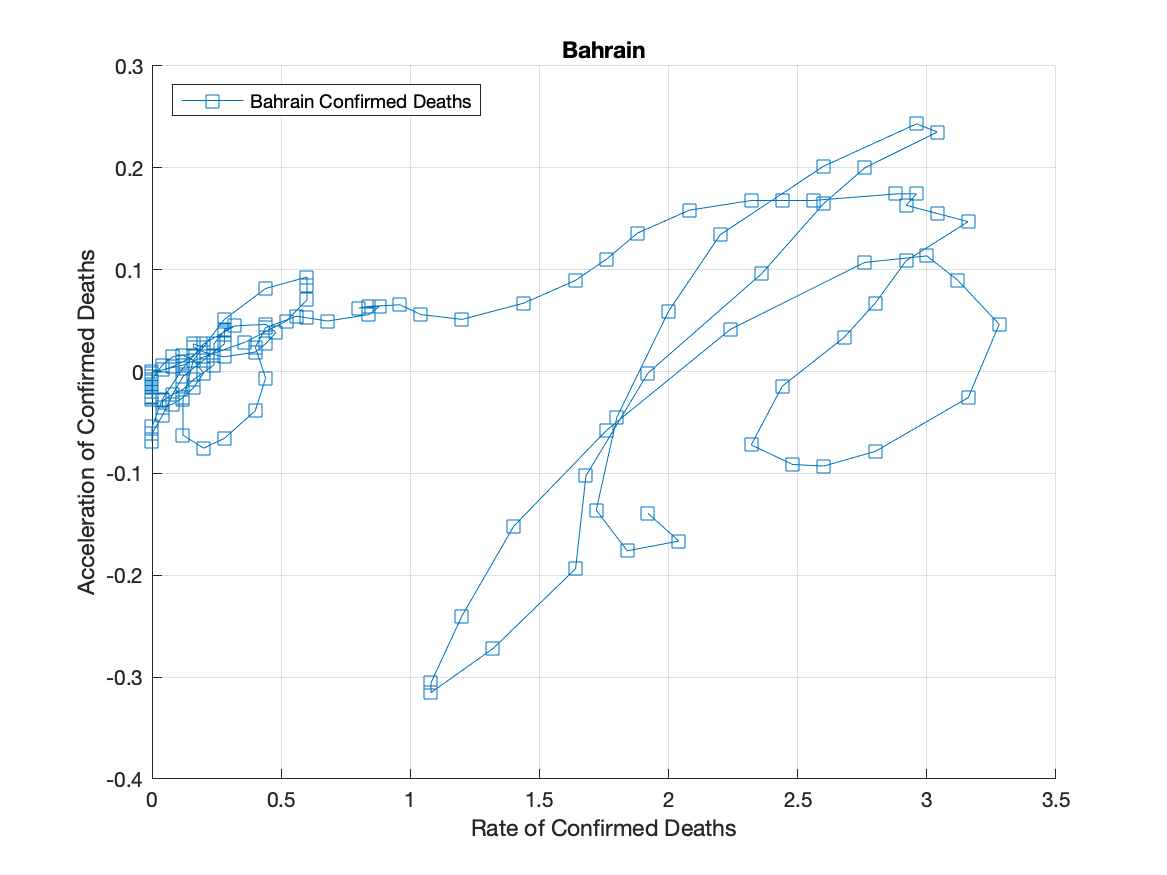 Bahrain
0.3
Bahrain Confirmed Deaths
0.2
0.1
0
-0.1
-0.2
-0.3
-0.4
Acceleration of Confirmed Deaths
0 0.5 1 1.5 2 2.5 3 3.5
Rate of Confirmed Deaths